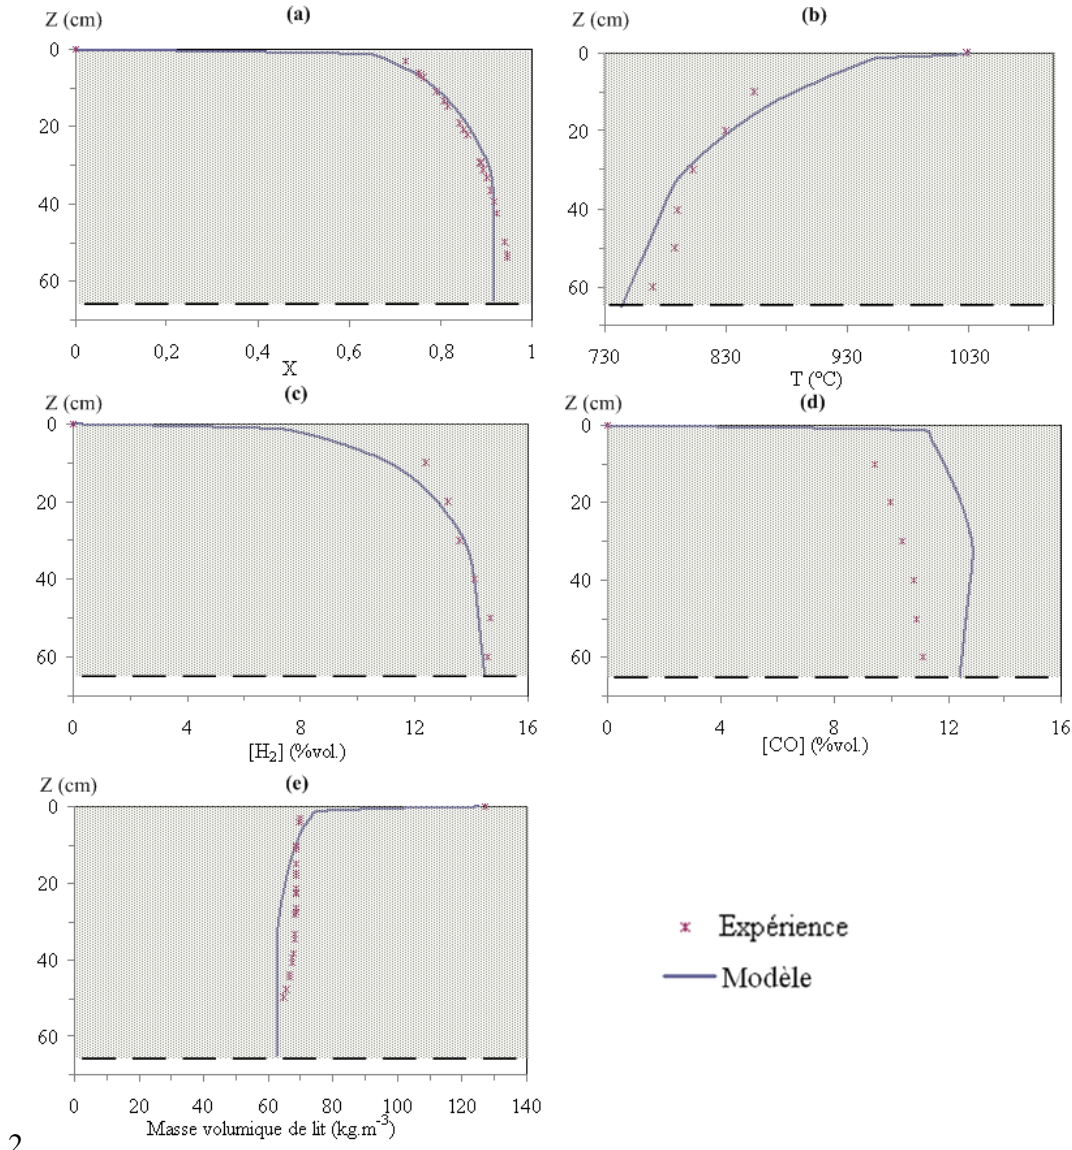 (a)
Z (cm)
0
20
40
60
0 0,2 0,4 0,6 0,8 1
X
(b)
Z (cm)
0
20
40
60
730 830 930 1030
T (°C)
(c)
Z (cm)
0
20
40
60
0 4 8 12 16
[H2] (%vol.)
(d)
Z (cm)
0
20
40
60
0 4 8 12 16
[CO] (%vol.)
(e)
Z (cm)
0
20
40
60
0 20 40 60 80 100 120 140
Masse volumique de lit (kg.m-3)
Expérience
Modèle
2